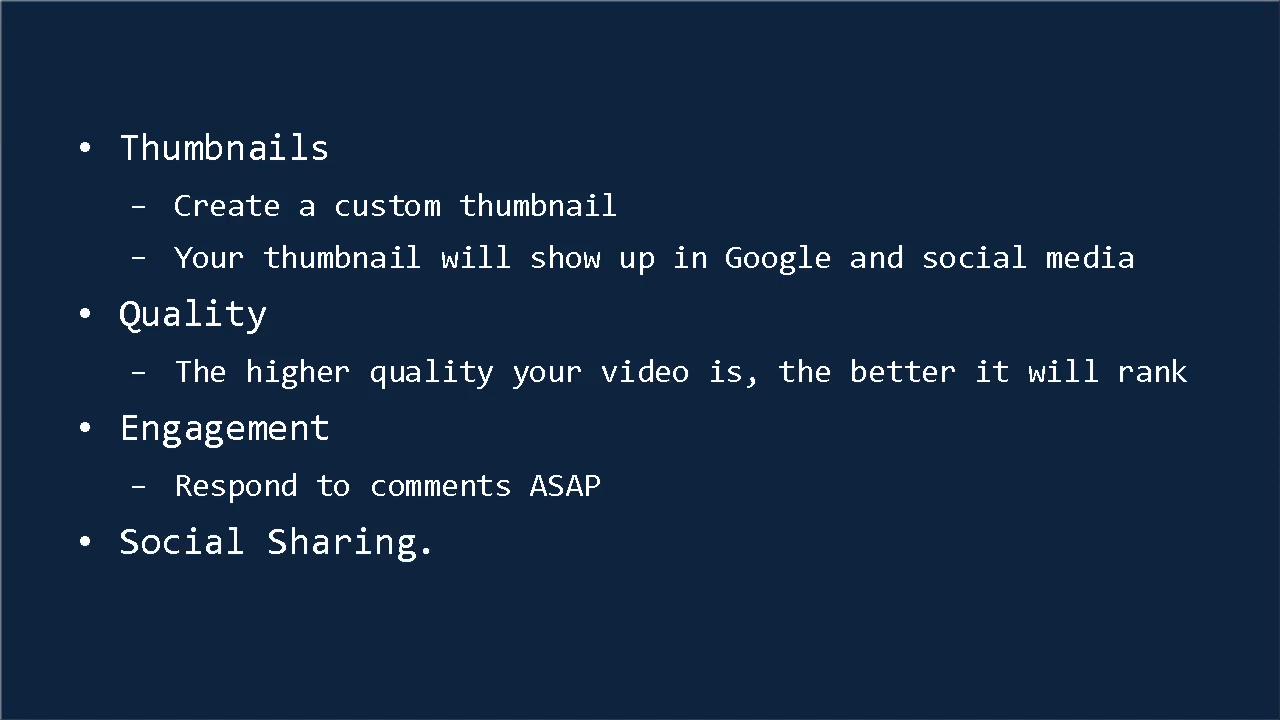 • Thumbnails
– Create a custom thumbnail
– Your thumbnail will show up in Google and social media
• Quality
– The higher quality your video is, the better it will rank
• Engagement
– Respond to comments ASAP
• Social Sharing.